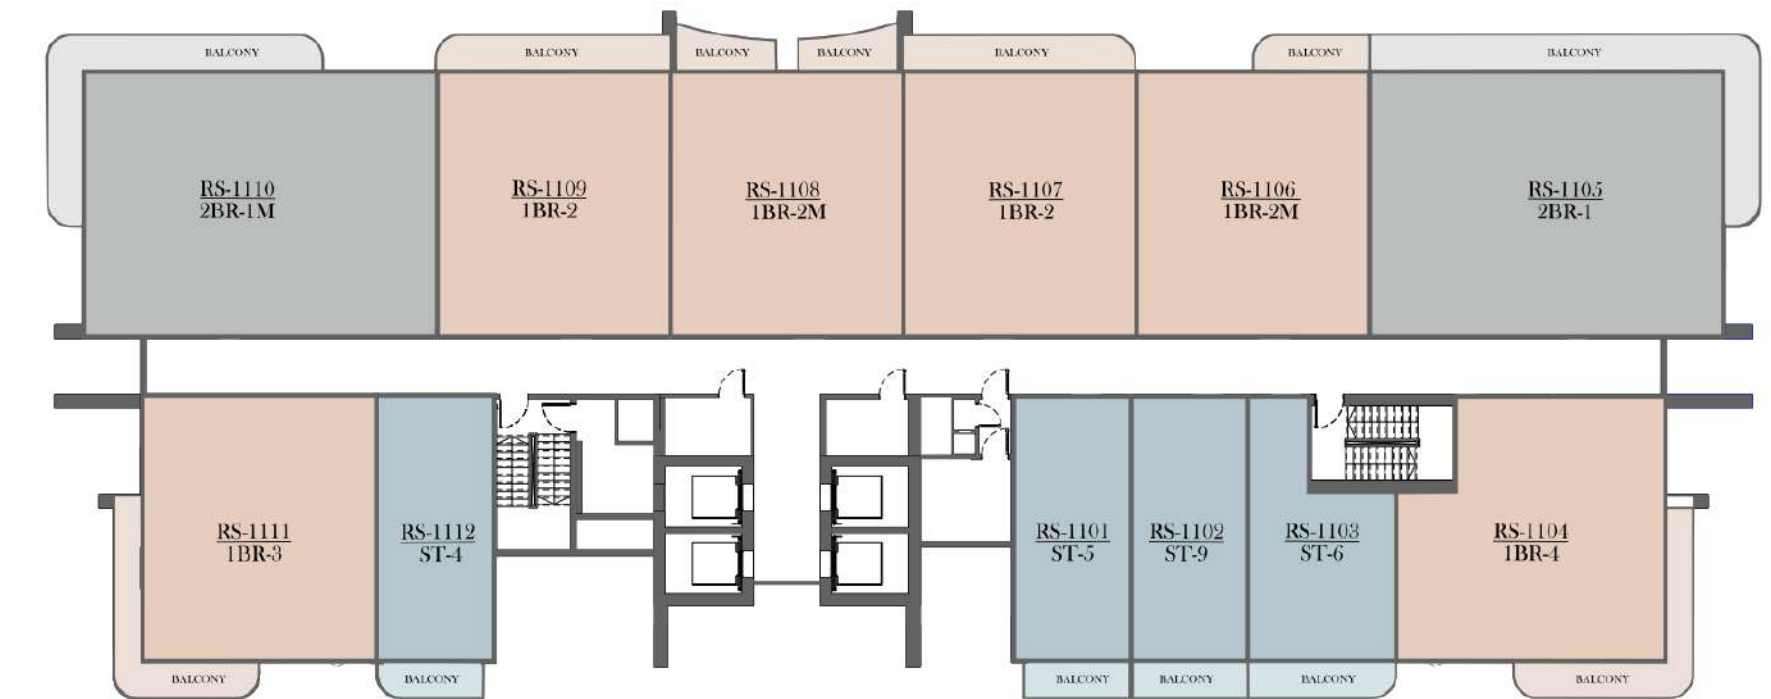 BALCONY
BALCONY
BALCONY
BALCONY
BALCONY
BALCONY
BALCONY
RS-1110
2BR-1M
RS-1109
1BR-2
RS-1108
1BR-2M
RS-1107
1BR-2
RS-1106
1BR-2M
RS-1105
2BR-1
RS-1111
1BR-3
RS-1112
ST-4
RS-1101
ST-5
RS-1102
ST-9
RS-1103
ST-6
RS-1104
1BR-4
BALCONY
BALCONY
BALCONY
BALCONY
BALCONY
BALCONY